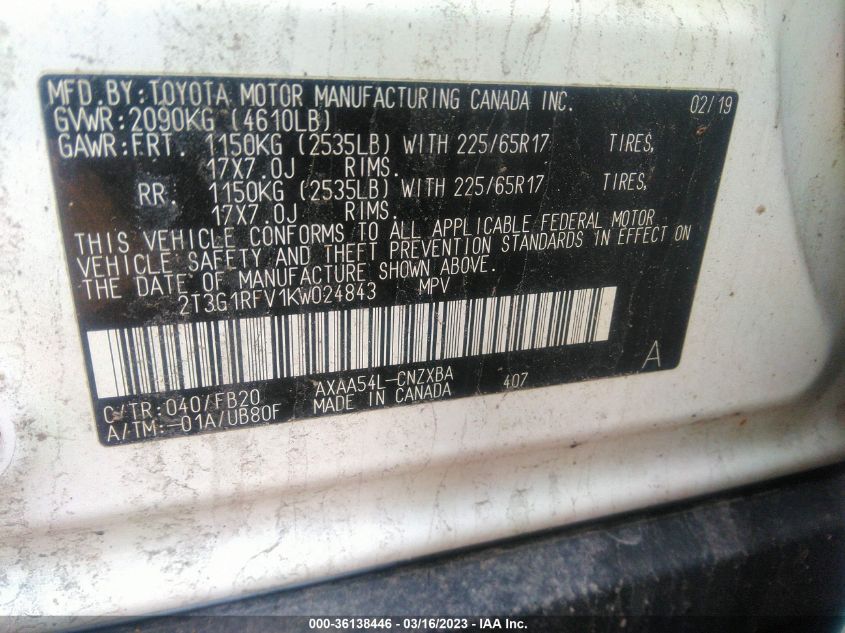 MFD.BY:TOYOTA MOTOR MANUFACTURING CANADA INC. 02/19
GVWR:2090KG (4610LB)
GAWR:FRT. 1150KG (2535LB) WITH 225/65R17 TIRES,
17X7.0J RIMS.
RR. 1150KG (2535LB) WITH 225/65R17 TIRES,
17X7.0J RIMS.
THIS VEHICLE CONFORMS TO ALL APPLICABLE FEDERAL MOTOR
VEHICLE SAFETY AND THEFT PREVENTION STANDARDS IN EFFECT ON
THE DATE OF MANUFACTURE SHOWN ABOVE.
2T3G1RFV1KW024843 MPV
A
C/TR:040/FB20 AXAA54L-CNZXBA
A/TM:-01A/UB80F MADE IN CANADA 407
000-36138446 - 03/16/2023 - IAA Inc.